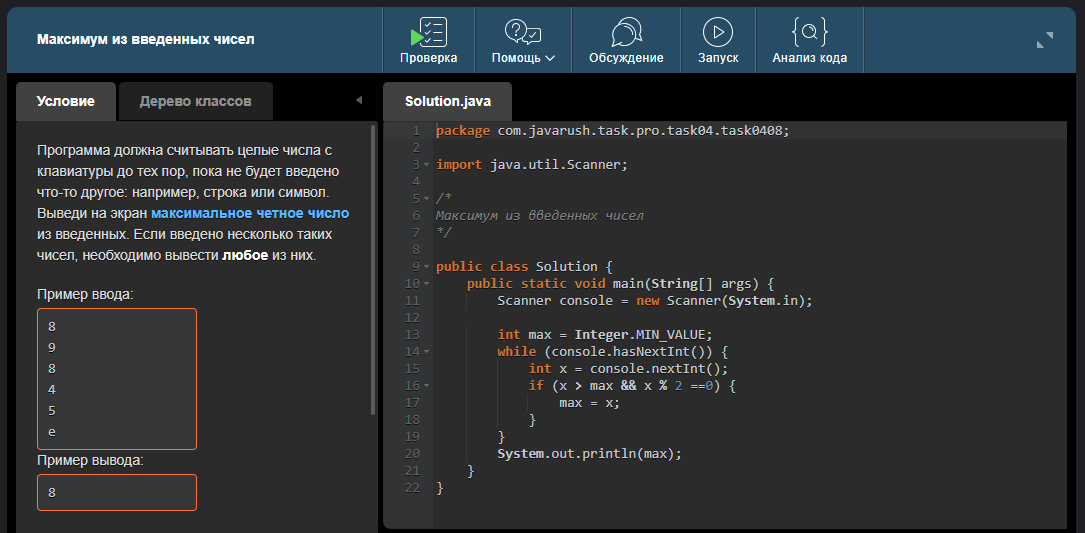 Максимум из введенных чисел
Проверка
Помощь
Обсуждение
Запуск
Анализ кода
Условие
Дерево классов
Программа должна считывать целые числа с
клавиатуры до тех пор, пока не будет введено
что-то другое: например, строка или символ.
Выведи на экран максимальное четное число
из введенных. Если введено несколько таких
чисел, необходимо вывести любое из них.
Пример ввода:
8
9
8
4
5
e
Пример вывода:
8
Solution.java
1 package com.javarush.task.pro.task04.task0408;
2
3 import java.util.Scanner;
4
5 /*
6 Максимум из введенных чисел
7 */
8
9 public class Solution {
10     public static void main(String[] args) {
11         Scanner console = new Scanner(System.in);
12
13         int max = Integer.MIN_VALUE;
14         while (console.hasNextInt()) {
15             int x = console.nextInt();
16             if (x > max && x % 2 ==0) {
17                 max = x;
18             }
19         }
20         System.out.println(max);
21     }
22 }